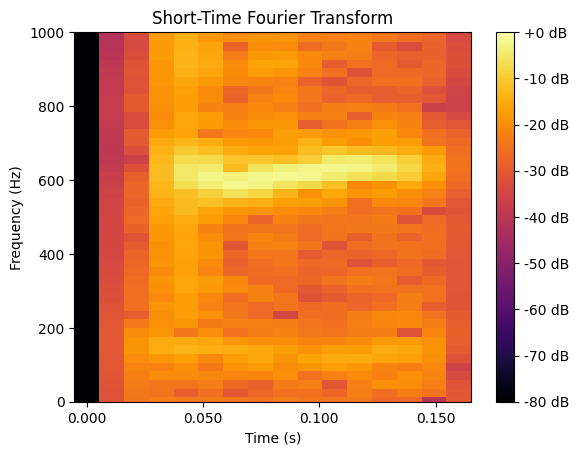 Short-Time Fourier Transform
1000
800
600
400
200
0
Frequency (Hz)
0.000
0.050
0.100
0.150
Time (s)
+0 dB
-10 dB
-20 dB
-30 dB
-40 dB
-50 dB
-60 dB
-70 dB
-80 dB